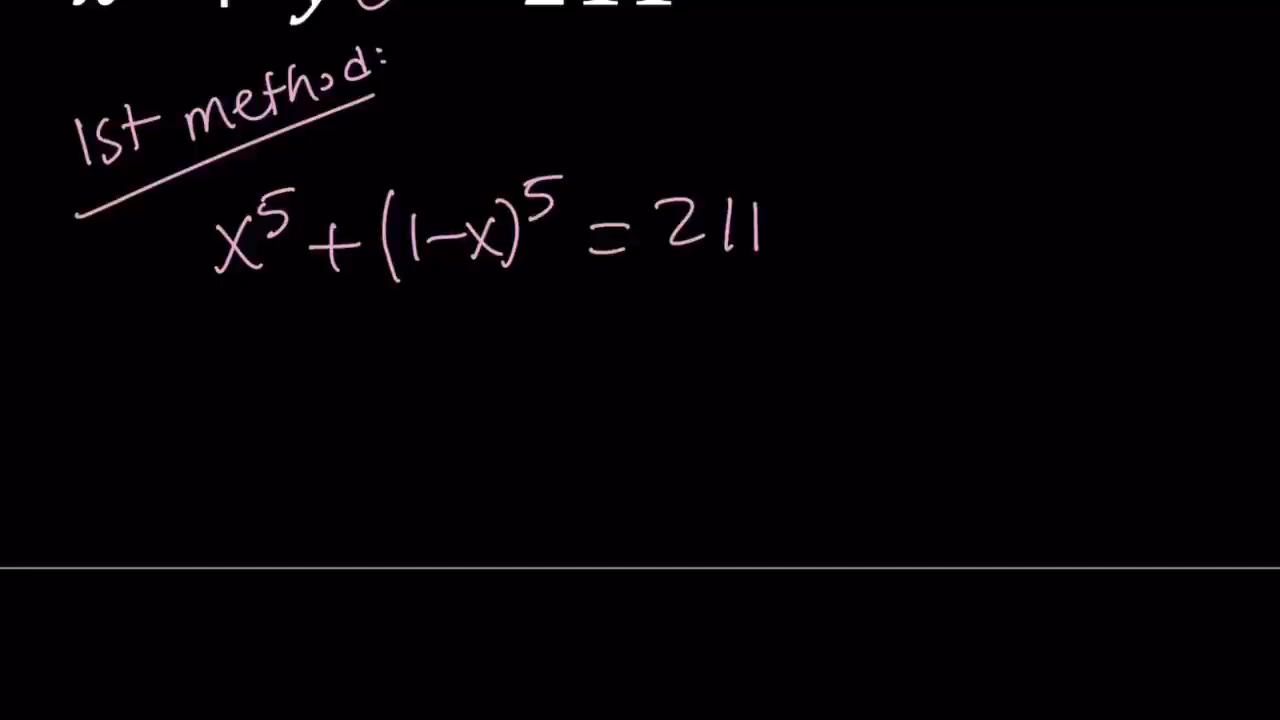 1st method:
x⁵ + (1-x)⁵ = 211